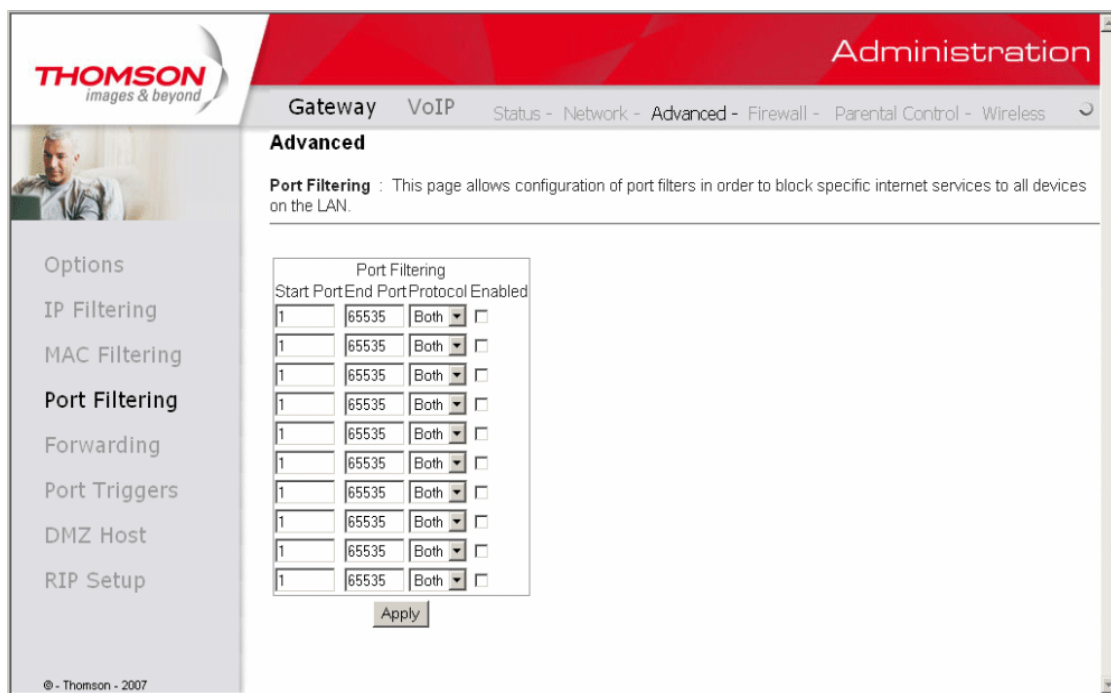 THOMSON
images & beyond
Administration
Gateway VoIP Status - Network - Advanced - Firewall - Parental Control - Wireless
Advanced
Port Filtering : This page allows configuration of port filters in order to block specific internet services to all devices
on the LAN.
Options
IP Filtering
MAC Filtering
Port Filtering
Forwarding
Port Triggers
DMZ Host
RIP Setup
Port Filtering
Start Port End Port Protocol Enabled
1 65535 Both
1 65535 Both
1 65535 Both
1 65535 Both
1 65535 Both
1 65535 Both
1 65535 Both
1 65535 Both
1 65535 Both
1 65535 Both
Apply
© - Thomson - 2007